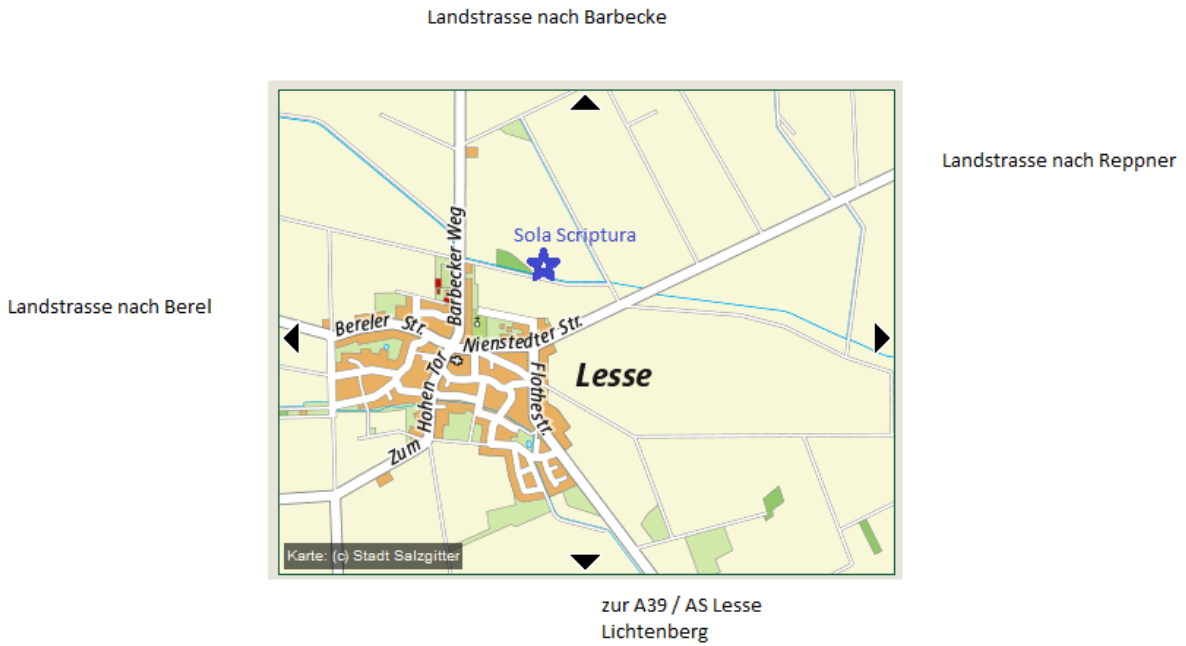 Landstrasse nach Barbecke
Landstrasse nach Reppner
Barbecker Weg
Sola Scriptura
Landstrasse nach Berel
Bereler Str.
Nienstedter Str.
Lesse
Flothestr.
Zum Hohen Tor
Karte: (c) Stadt Salzgitter
zur A39 / AS Lesse
Lichtenberg